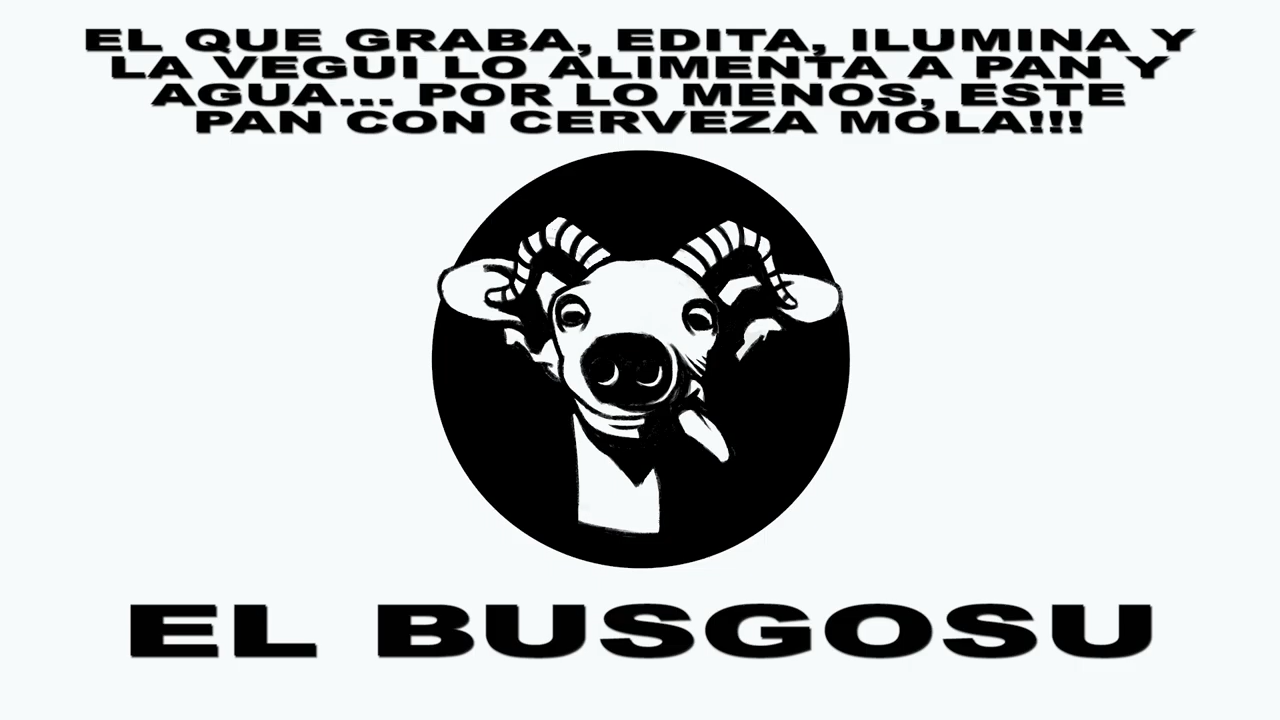 EL QUE GRABA, EDITA, ILUMINA Y
LA VEGUI LO ALIMENTA A PAN Y
AGUA... POR LO MENOS, ESTE
PAN CON CERVEZA MOLA!!!
EL BUSGOSU